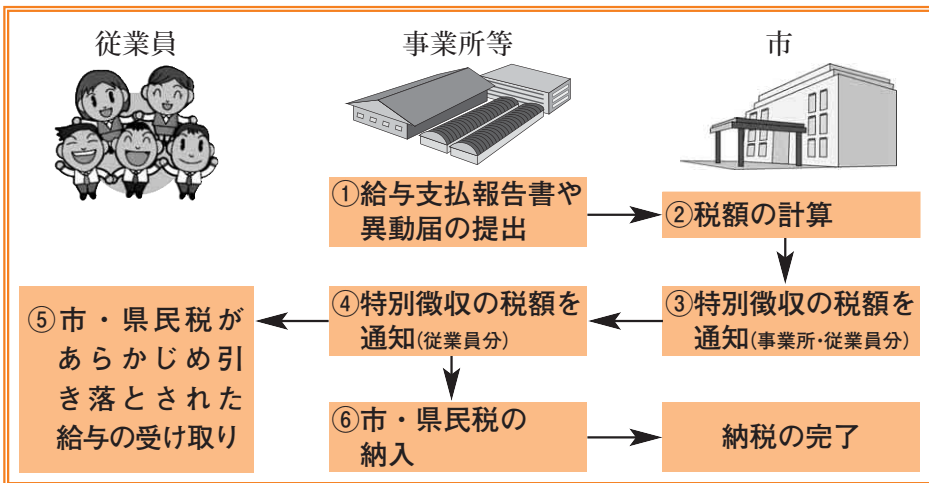 従業員
事業所等
市
①給与支払報告書や
異動届の提出
②税額の計算
③特別徴収の税額を
通知(事業所・従業員分)
④特別徴収の税額を
通知(従業員分)
⑤市・県民税が
あらかじめ引
き落とされた
給与の受け取り
⑥市・県民税の
納入
納税の完了